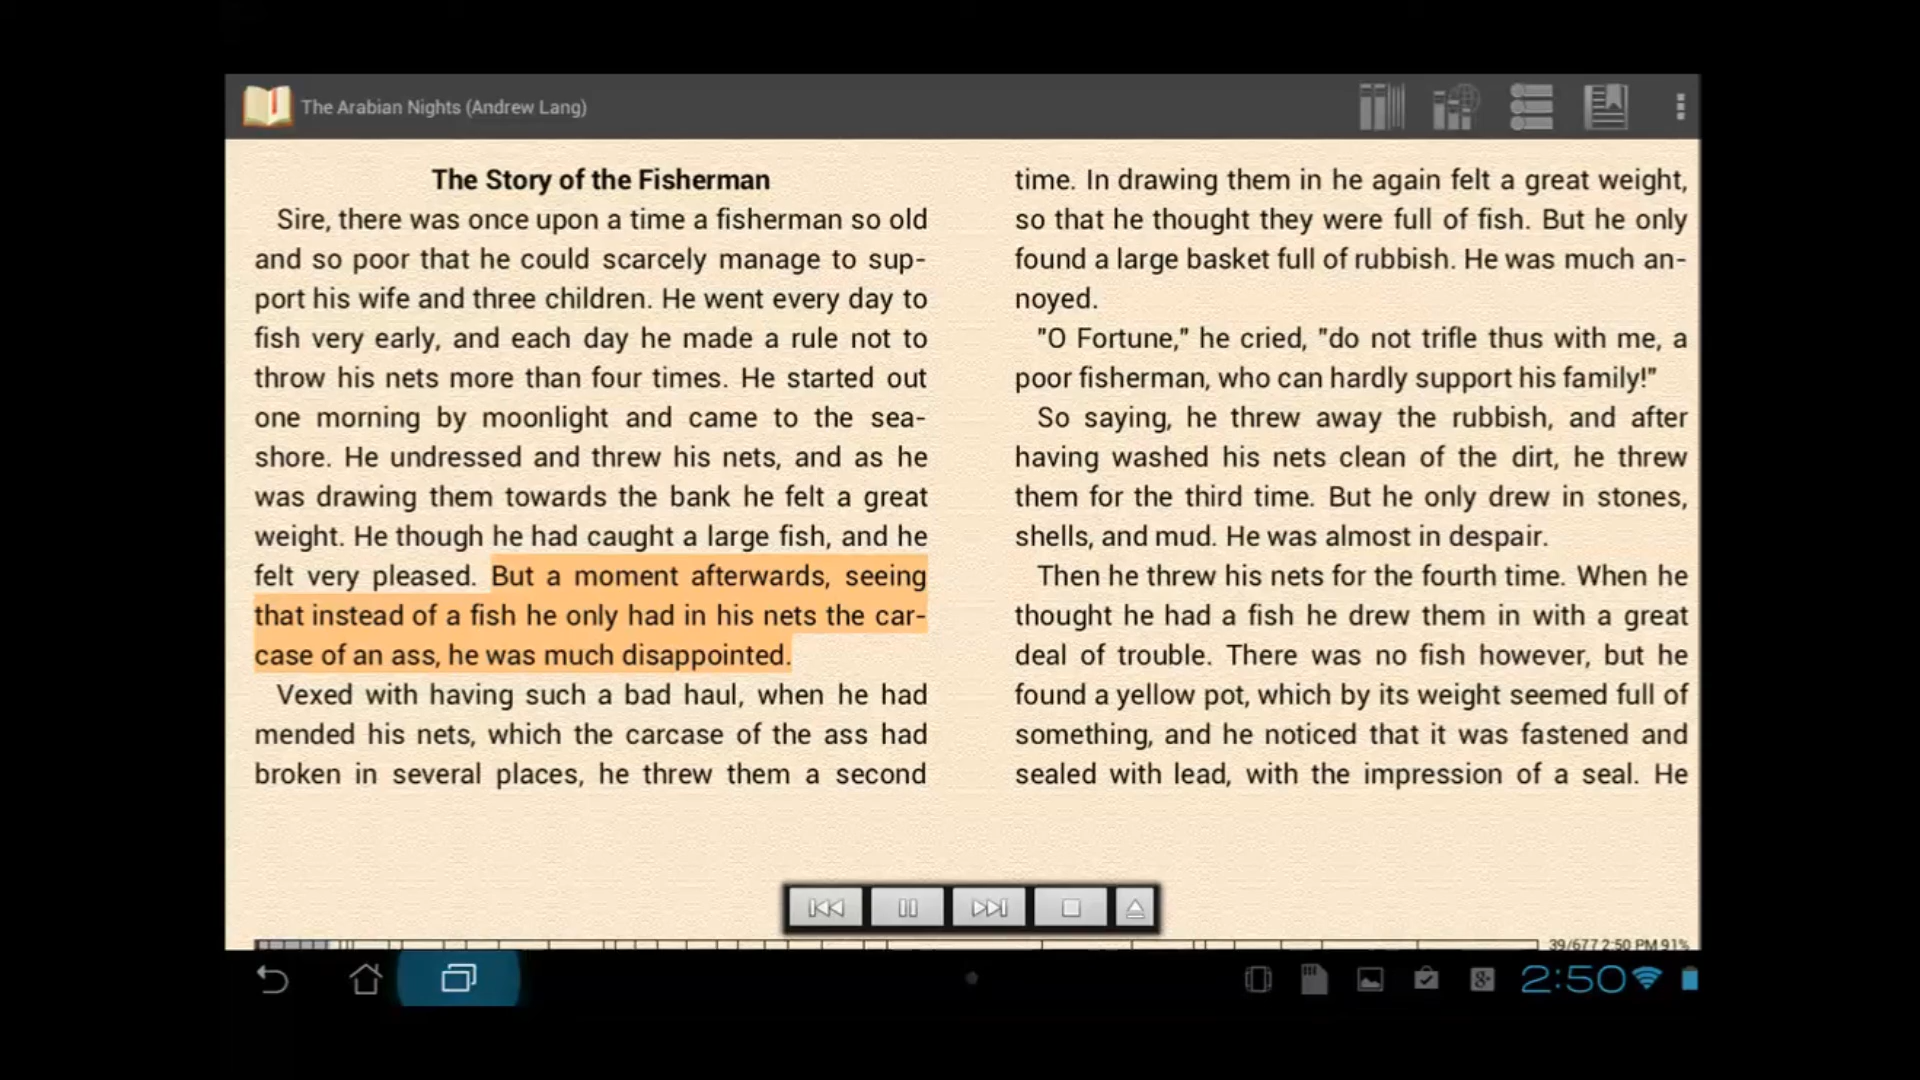 The Arabian Nights (Andrew Lang)
The Story of the Fisherman
Sire, there was once upon a time a fisherman so old
and so poor that he could scarcely manage to sup-
port his wife and three children. He went every day to
fish very early, and each day he made a rule not to
throw his nets more than four times. He started out
one morning by moonlight and came to the sea-
shore. He undressed and threw his nets, and as he
was drawing them towards the bank he felt a great
weight. He though he had caught a large fish, and he
felt very pleased. But a moment afterwards, seeing
that instead of a fish he only had in his nets the car-
case of an ass, he was much disappointed.
Vexed with having such a bad haul, when he had
mended his nets, which the carcase of the ass had
broken in several places, he threw them a second
time. In drawing them in he again felt a great weight,
so that he thought they were full of fish. But he only
found a large basket full of rubbish. He was much an-
noyed.
"O Fortune," he cried, "do not trifle thus with me, a
poor fisherman, who can hardly support his family!"
So saying, he threw away the rubbish, and after
having washed his nets clean of the dirt, he threw
them for the third time. But he only drew in stones,
shells, and mud. He was almost in despair.
Then he threw his nets for the fourth time. When he
thought he had a fish he drew them in with a great
deal of trouble. There was no fish however, but he
found a yellow pot, which by its weight seemed full of
something, and he noticed that it was fastened and
sealed with lead, with the impression of a seal. He
39/677 2:50 PM 91%
2:50